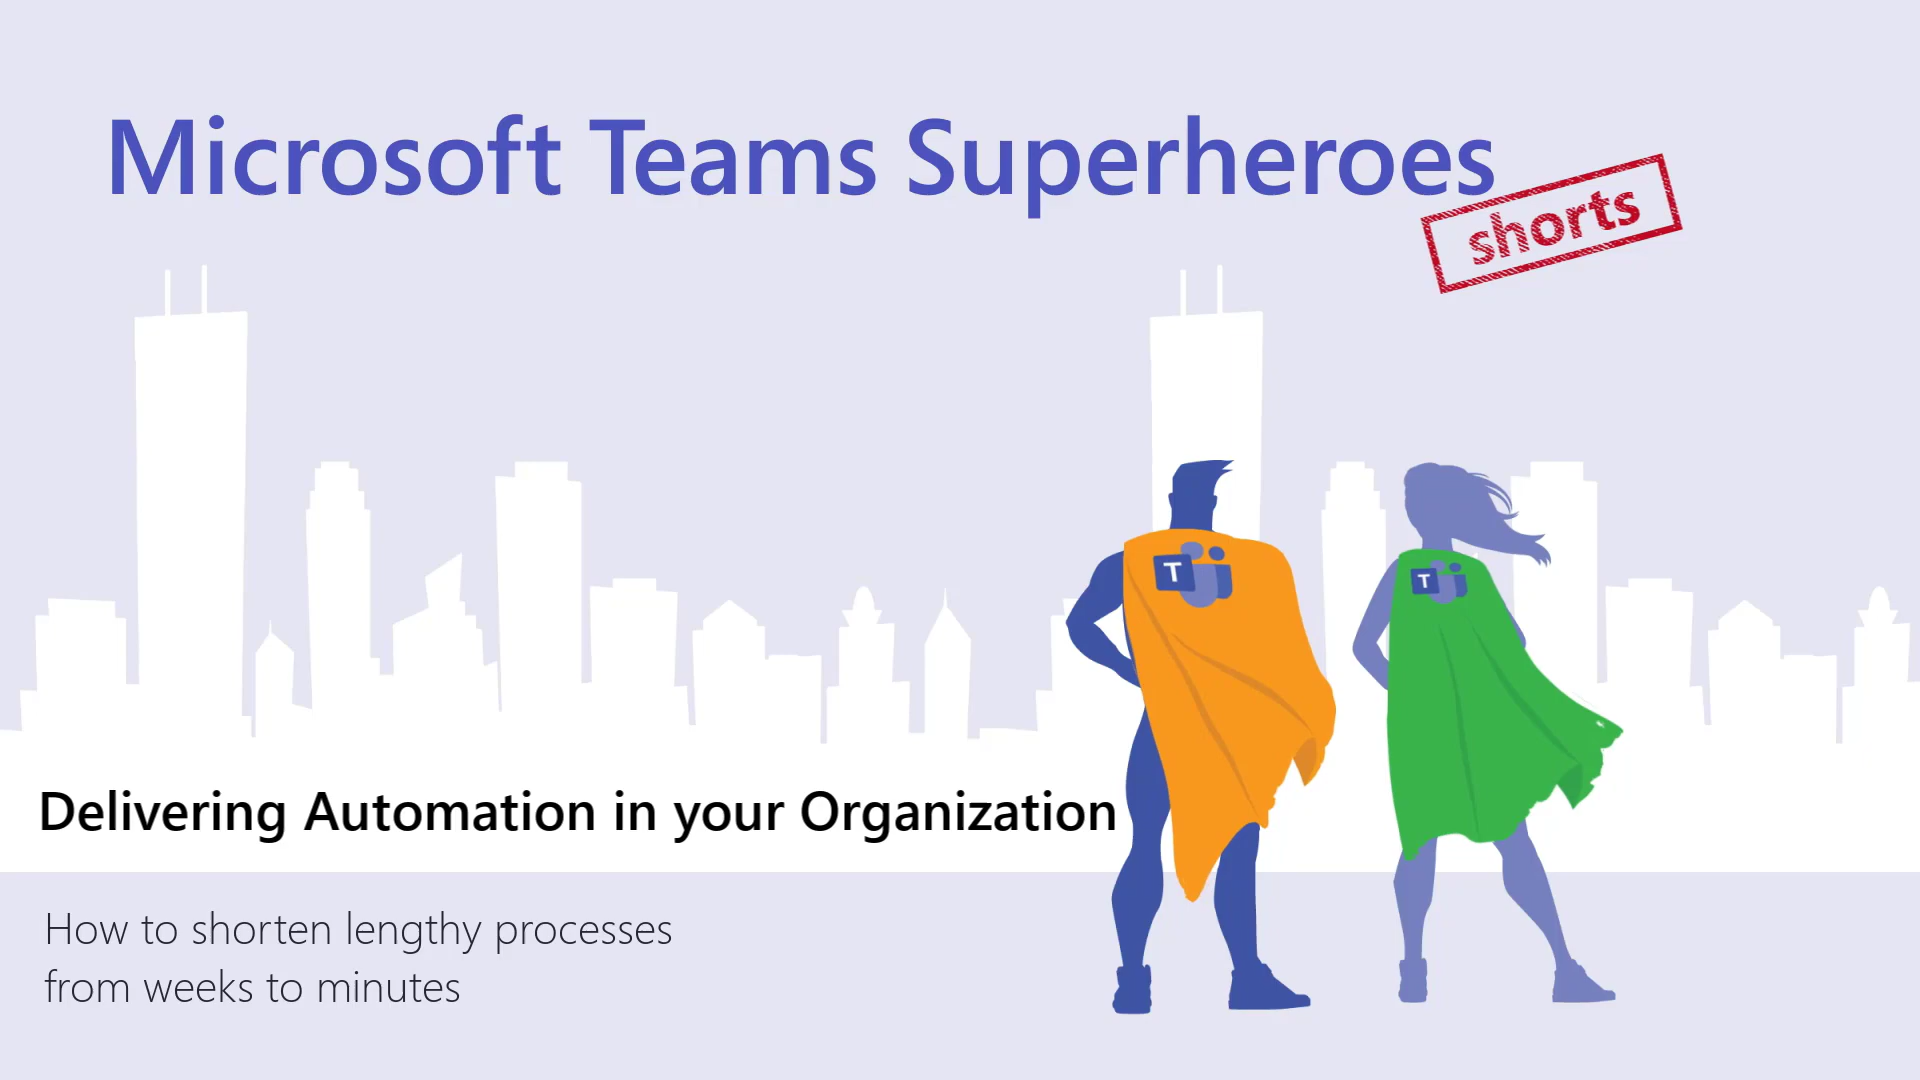 Microsoft Teams Superheroes
shorts
T
T
Delivering Automation in your Organization
How to shorten lengthy processes
from weeks to minutes